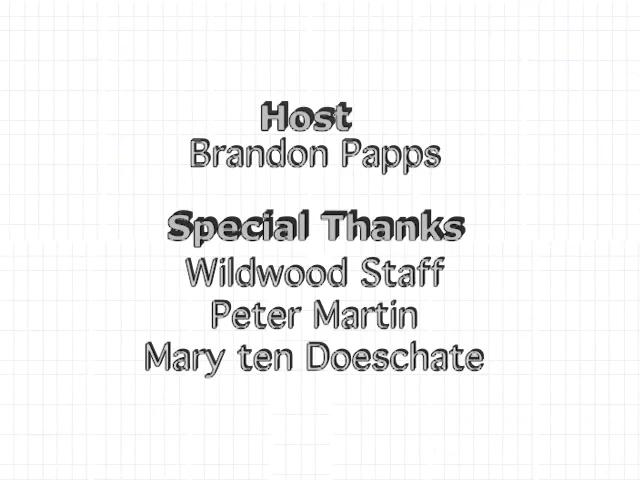 Host
Brandon Papps
Special Thanks
Wildwood Staff
Peter Martin
Mary ten Doeschate